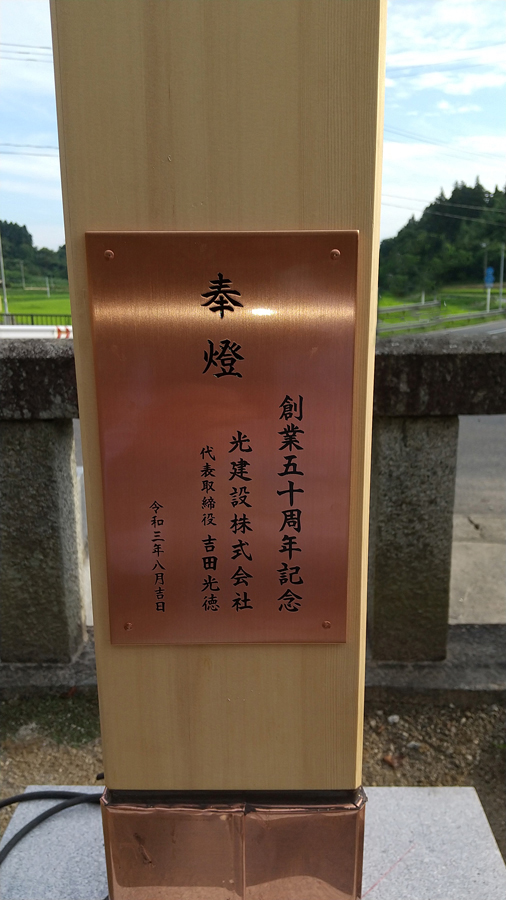 奉燈
創業五十周年記念
光建設株式会社
代表取締役 吉田光徳
令和三年八月吉日